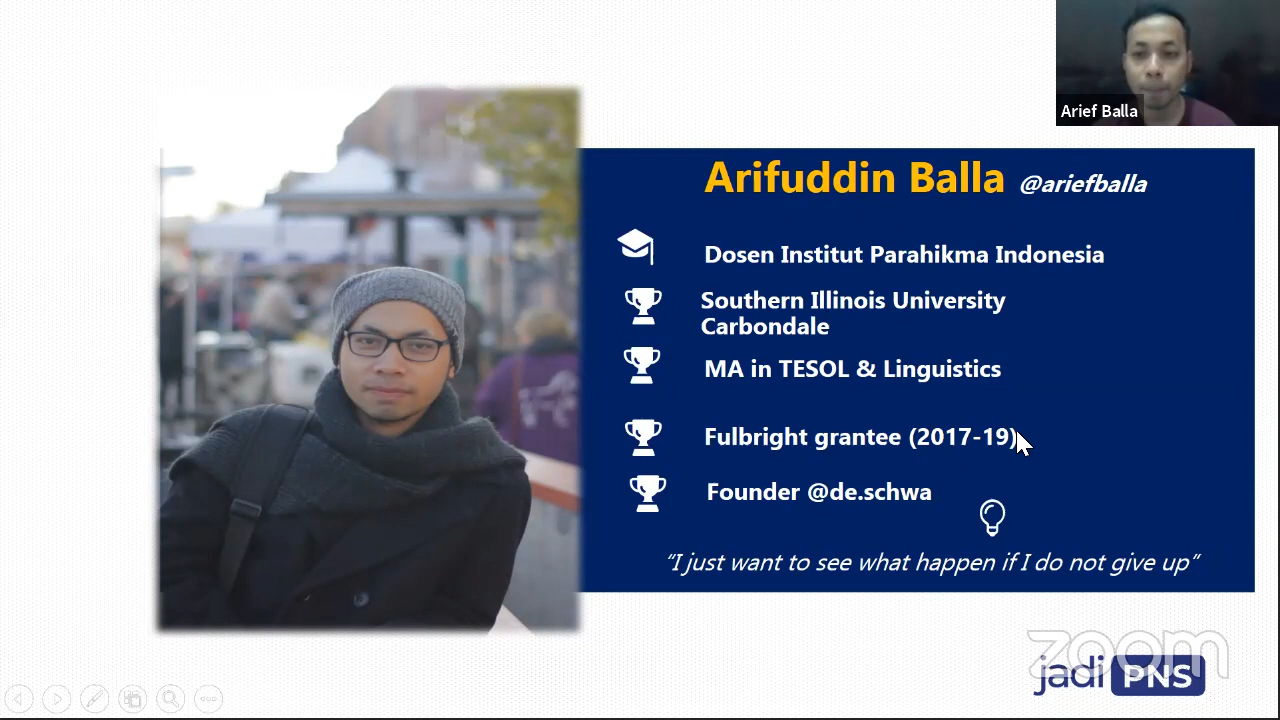 Arief Balla
Arifuddin Balla @ariefballa
Dosen Institut Parahikma Indonesia
Southern Illinois University
Carbondale
MA in TESOL & Linguistics
Fulbright grantee (2017-19)
Founder @de.schwa
“I just want to see what happen if I do not give up”
zoom
jadi PNS